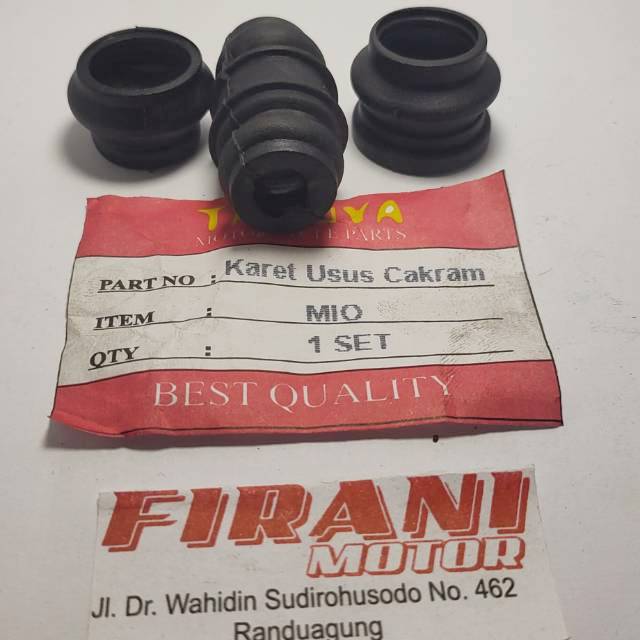 PARTS
PART NO : Karet Usus Cakram
ITEM : MIO
QTY : 1 SET
BEST QUALITY
FIRANI
MOTOR
Jl. Dr. Wahidin Sudirohusodo No. 462
Randuagung